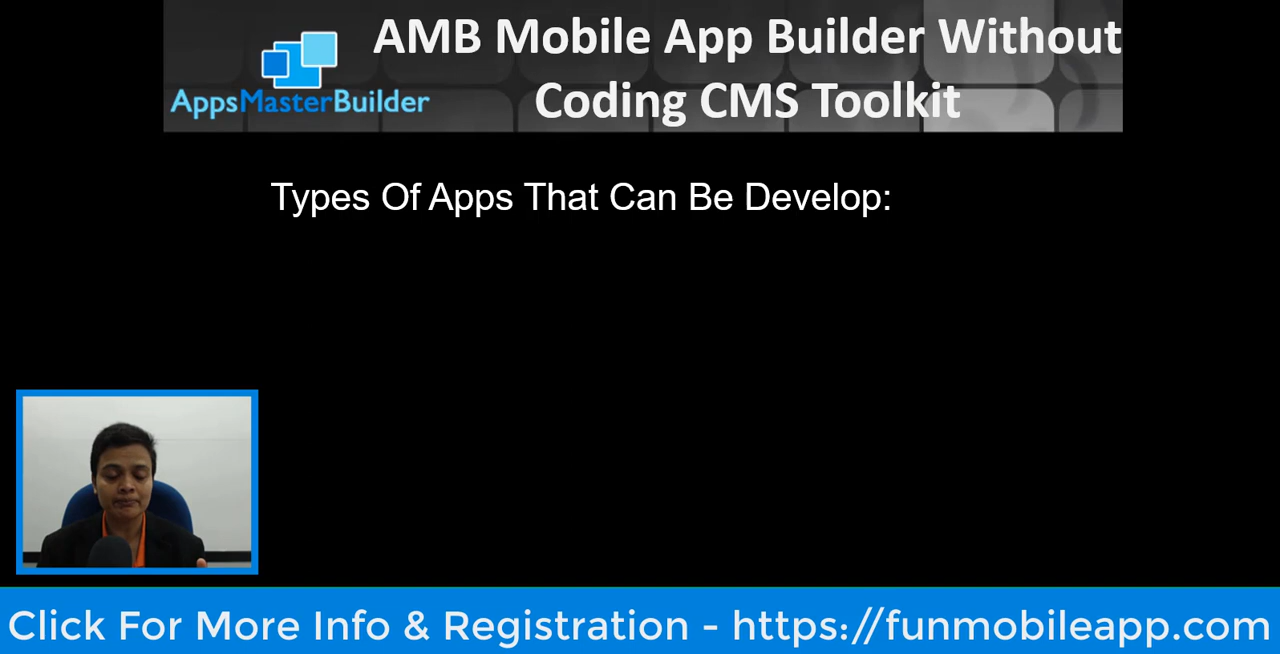 AMB Mobile App Builder Without
Coding CMS Toolkit
AppsMasterBuilder
Types Of Apps That Can Be Develop:
Click For More Info & Registration - https://funmobileapp.com